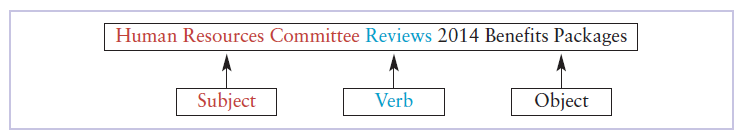 Human Resources Committee Reviews 2014 Benefits Packages
Subject Verb Object